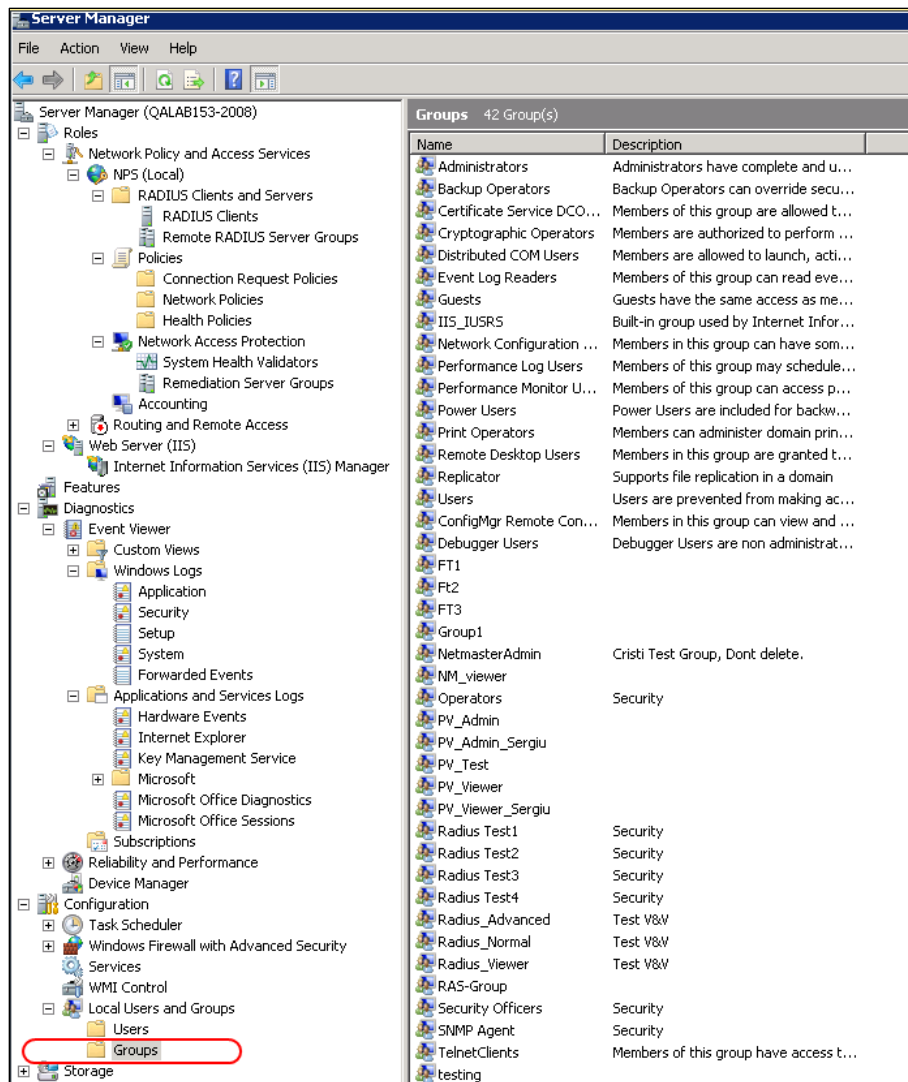 Server Manager
File Action View Help
Server Manager (QALAB153-2008)
Roles
Network Policy and Access Services
NPS (Local)
RADIUS Clients and Servers
RADIUS Clients
Remote RADIUS Server Groups
Policies
Connection Request Policies
Network Policies
Health Policies
Network Access Protection
System Health Validators
Remediation Server Groups
Accounting
Routing and Remote Access
Web Server (IIS)
Internet Information Services (IIS) Manager
Features
Diagnostics
Event Viewer
Custom Views
Windows Logs
Application
Security
Setup
System
Forwarded Events
Applications and Services Logs
Hardware Events
Internet Explorer
Key Management Service
Microsoft
Microsoft Office Diagnostics
Microsoft Office Sessions
Subscriptions
Reliability and Performance
Device Manager
Configuration
Task Scheduler
Windows Firewall with Advanced Security
Services
WMI Control
Local Users and Groups
Users
Groups
Storage
Groups 42 Group(s)
Name Description
Administrators Administrators have complete and u...
Backup Operators Backup Operators can override secu...
Certificate Service DCO... Members of this group are allowed t...
Cryptographic Operators Members are authorized to perform ...
Distributed COM Users Members are allowed to launch, acti...
Event Log Readers Members of this group can read eve...
Guests Guests have the same access as me...
IIS_IUSRS Built-in group used by Internet Infor...
Network Configuration ... Members in this group can have som...
Performance Log Users Members of this group may schedule...
Performance Monitor U... Members of this group can access p...
Power Users Power Users are included for backw...
Print Operators Members can administer domain prin...
Remote Desktop Users Members in this group are granted t...
Replicator Supports file replication in a domain
Users Users are prevented from making ac...
ConfigMgr Remote Con... Members in this group can view and ...
Debugger Users Debugger Users are non administrat...
FT1
Ft2
FT3
Group1
NetmasterAdmin Cristi Test Group, Dont delete.
NM_viewer
Operators Security
PV_Admin
PV_Admin_Sergiu
PV_Test
PV_Viewer
PV_Viewer_Sergiu
Radius Test1 Security
Radius Test2 Security
Radius Test3 Security
Radius Test4 Security
Radius_Advanced Test V&V
Radius_Normal Test V&V
Radius_Viewer Test V&V
RAS-Group
Security Officers Security
SNMP Agent Security
TelnetClients Members of this group have access t...
testing